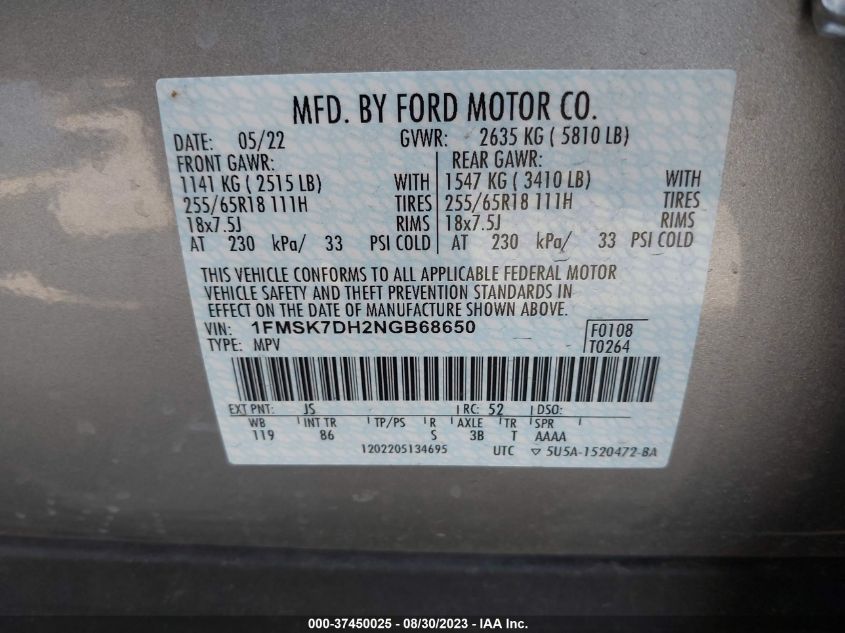 MFD. BY FORD MOTOR CO.
DATE: 05/22 GVWR: 2635 KG ( 5810 LB)
FRONT GAWR: REAR GAWR:
1141 KG ( 2515 LB) WITH 1547 KG ( 3410 LB) WITH
255/65R18 111H TIRES 255/65R18 111H TIRES
18x7.5J RIMS 18x7.5J RIMS
AT 230 kPa/ 33 PSI COLD AT 230 kPa/ 33 PSI COLD
THIS VEHICLE CONFORMS TO ALL APPLICABLE FEDERAL MOTOR
VEHICLE SAFETY AND THEFT PREVENTION STANDARDS IN
EFFECT ON THE DATE OF MANUFACTURE SHOWN ABOVE.
VIN: 1FMSK7DH2NGB68650 F0108
TYPE: MPV T0264
EXT PNT: JS RC: 52 DSO:
WB INT TR TP/PS R AXLE TR SPR
119 86 S 3B T AAAA
1202205134695 UTC ▽ 5U5A-1520472-BA
000-37450025 - 08/30/2023 - IAA Inc.